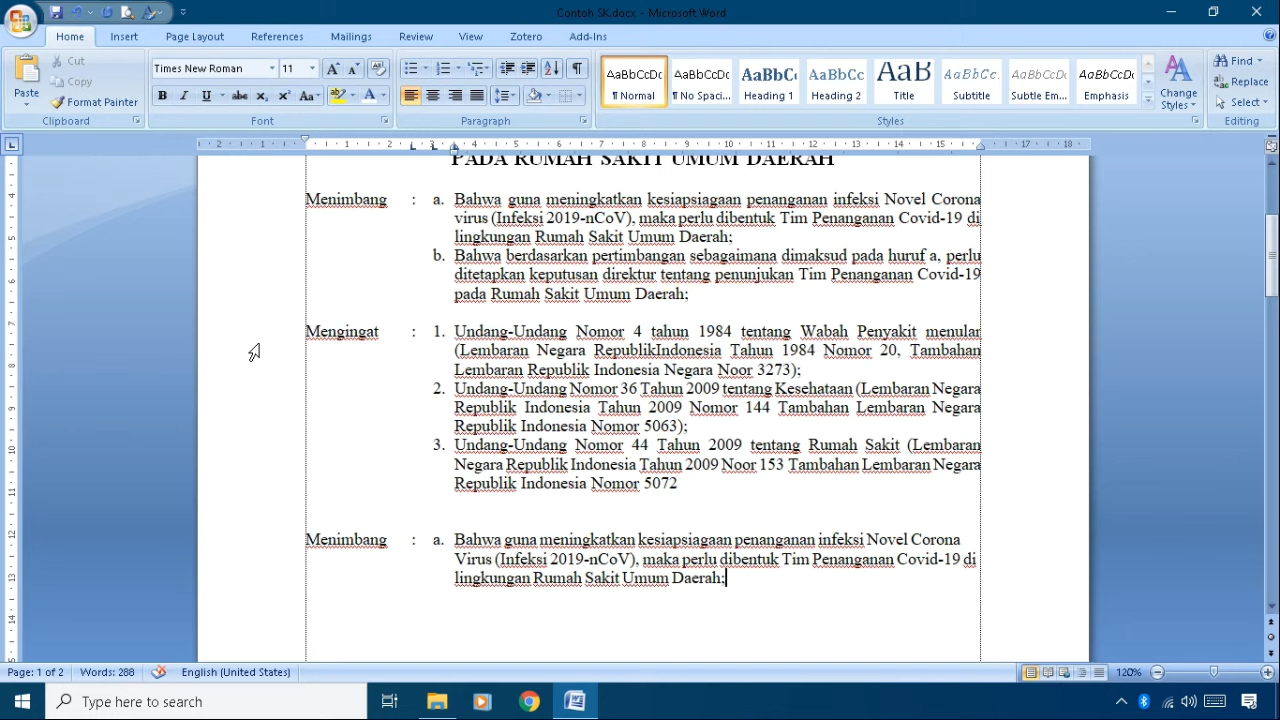 Contoh SK.docx - Microsoft Word
Home Insert Page Layout References Mailings Review View Zotero Add-Ins
Paste Cut Copy Format Painter Clipboard
Times New Roman 11 Font
Paragraph
AaBbCcDc AaBbCcDc AaBbCc AaBbCc AaB AaBbCcL AaBbCcDc AaBbCcDc
¶ Normal ¶ No Spaci... Heading 1 Heading 2 Title Subtitle Subtle Em... Emphasis
Styles Change Styles
Find Replace Select Editing
PADA RUMAH SAKIT UMUM DAERAH
Menimbang : a. Bahwa guna meningkatkan kesiapsiagaan penanganan infeksi Novel Corona
virus (Infeksi 2019-nCoV), maka perlu dibentuk Tim Penanganan Covid-19 di
lingkungan Rumah Sakit Umum Daerah;
b. Bahwa berdasarkan pertimbangan sebagaimana dimaksud pada huruf a, perlu
ditetapkan keputusan direktur tentang penunjukan Tim Penanganan Covid-19
pada Rumah Sakit Umum Daerah;
Mengingat : 1. Undang-Undang Nomor 4 tahun 1984 tentang Wabah Penyakit menular
(Lembaran Negara RepublikIndonesia Tahun 1984 Nomor 20, Tambahan
Lembaran Republik Indonesia Negara Noor 3273);
2. Undang-Undang Nomor 36 Tahun 2009 tentang Kesehataan (Lembaran Negara
Republik Indonesia Tahun 2009 Nomor 144 Tambahan Lembaran Negara
Republik Indonesia Nomor 5063);
3. Undang-Undang Nomor 44 Tahun 2009 tentang Rumah Sakit (Lembaran
Negara Republik Indonesia Tahun 2009 Noor 153 Tambahan Lembaran Negara
Republik Indonesia Nomor 5072
Menimbang : a. Bahwa guna meningkatkan kesiapsiagaan penanganan infeksi Novel Corona
Virus (Infeksi 2019-nCoV), maka perlu dibentuk Tim Penanganan Covid-19 di
lingkungan Rumah Sakit Umum Daerah;
Page: 1 of 2 Words: 288 English (United States) 120%
Type here to search